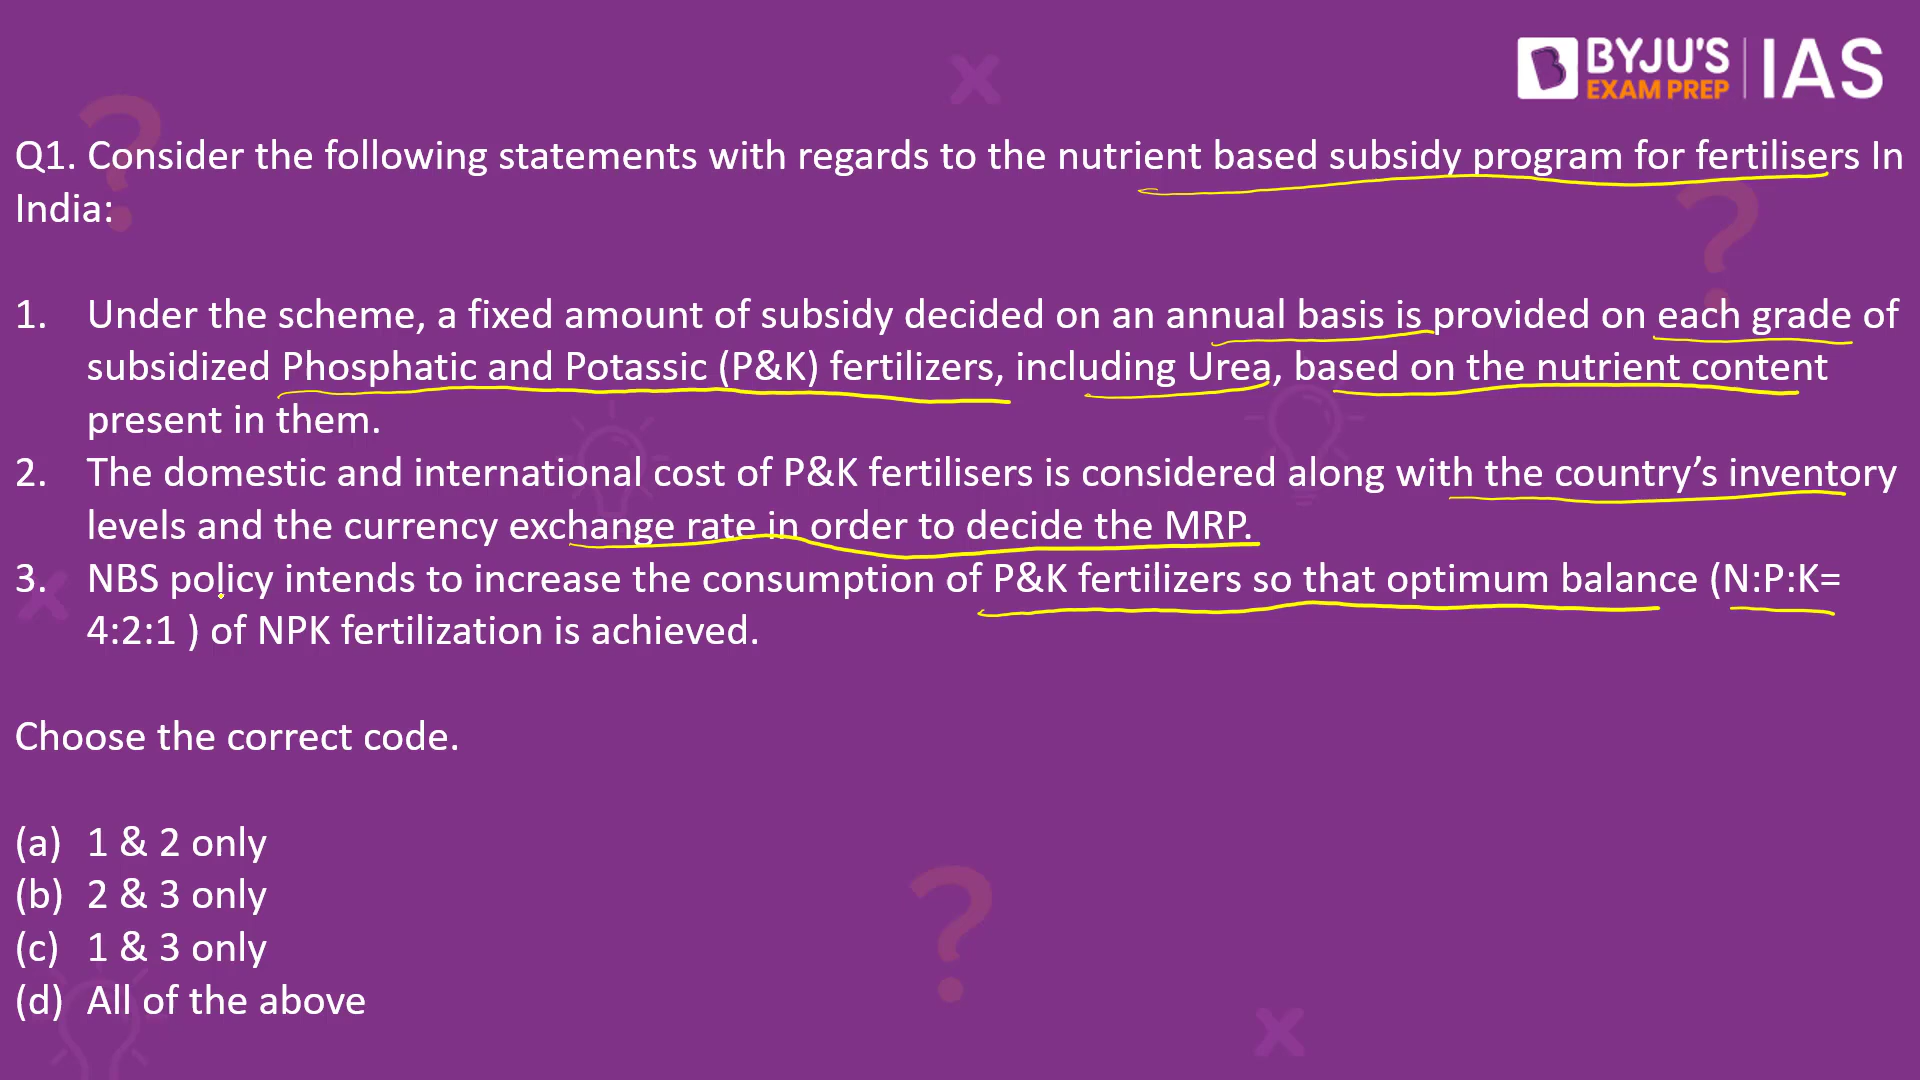 BYJU'S
EXAM PREP
IAS
Q1. Consider the following statements with regards to the nutrient based subsidy program for fertilisers In
India:
1. Under the scheme, a fixed amount of subsidy decided on an annual basis is provided on each grade of
subsidized Phosphatic and Potassic (P&K) fertilizers, including Urea, based on the nutrient content
present in them.
2. The domestic and international cost of P&K fertilisers is considered along with the country’s inventory
levels and the currency exchange rate in order to decide the MRP.
3. NBS policy intends to increase the consumption of P&K fertilizers so that optimum balance (N:P:K=
4:2:1 ) of NPK fertilization is achieved.
Choose the correct code.
(a) 1 & 2 only
(b) 2 & 3 only
(c) 1 & 3 only
(d) All of the above